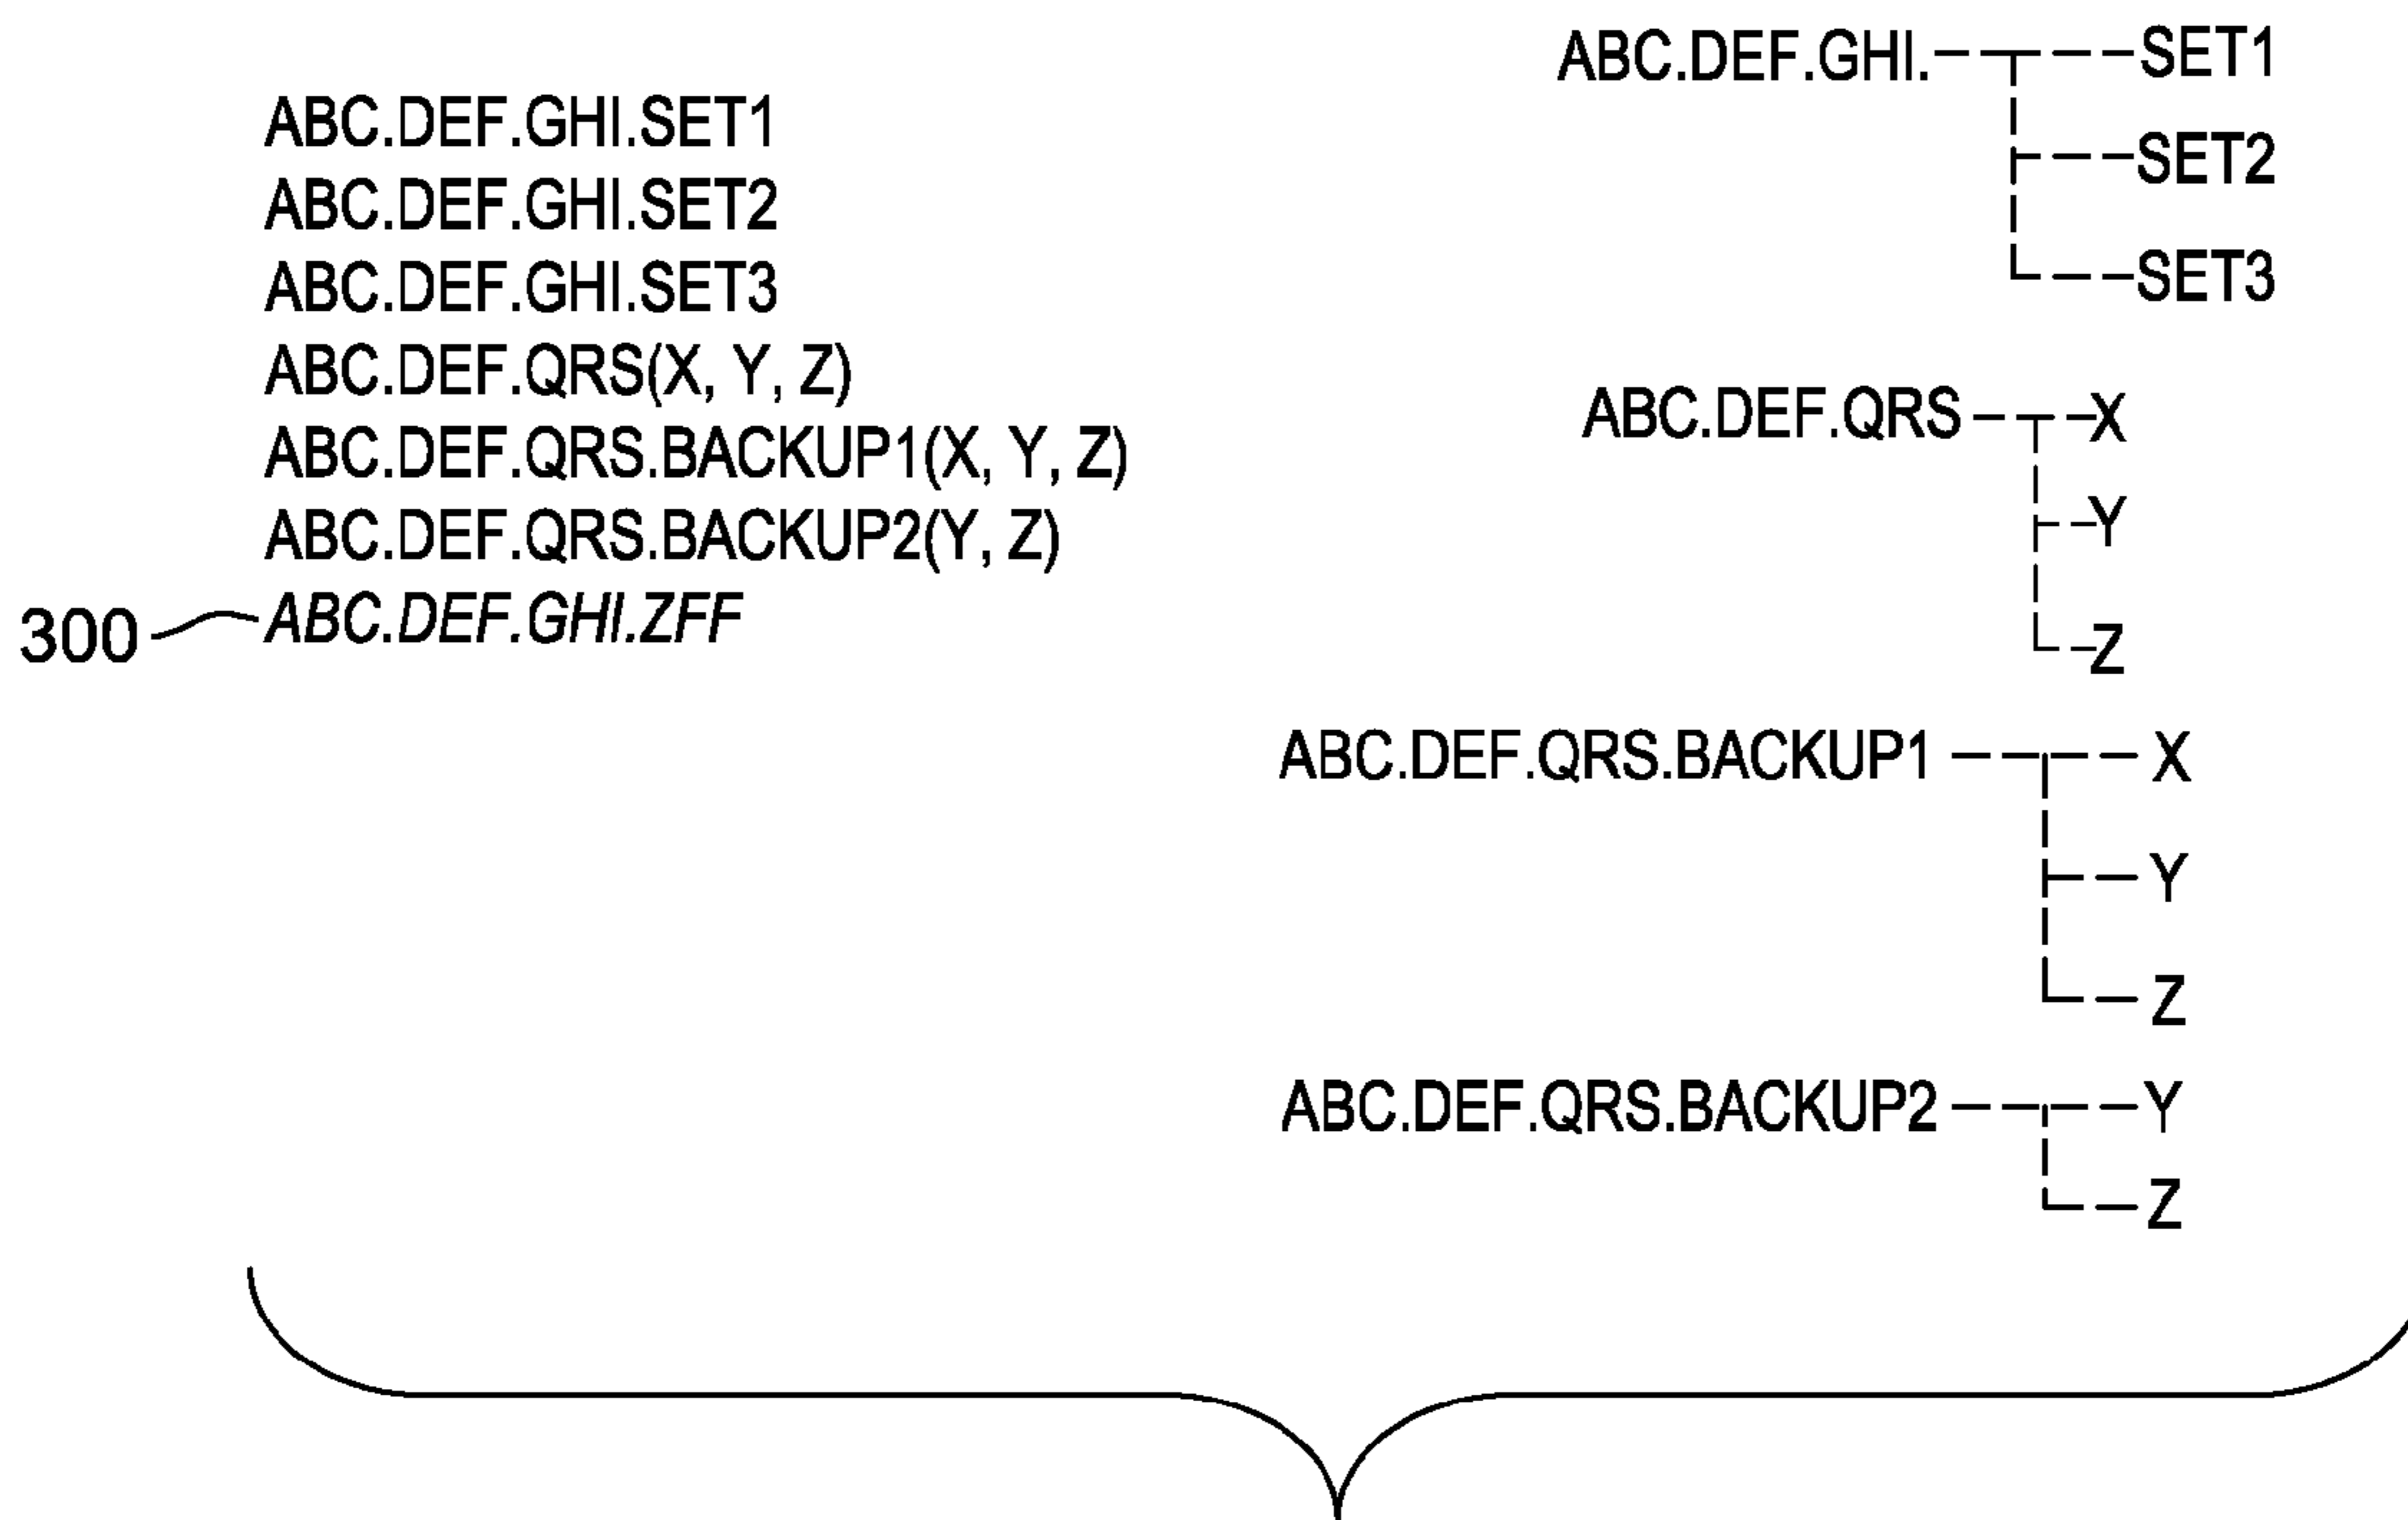 ABC.DEF.GHI.SET1
ABC.DEF.GHI.SET2
ABC.DEF.GHI.SET3
ABC.DEF.QRS(X, Y, Z)
ABC.DEF.QRS.BACKUP1(X, Y, Z)
ABC.DEF.QRS.BACKUP2(Y, Z)
300 ABC.DEF.GHI.ZFF
ABC.DEF.GHI. SET1
SET2
SET3
ABC.DEF.QRS X
Y
Z
ABC.DEF.QRS.BACKUP1 X
Y
Z
ABC.DEF.QRS.BACKUP2 Y
Z